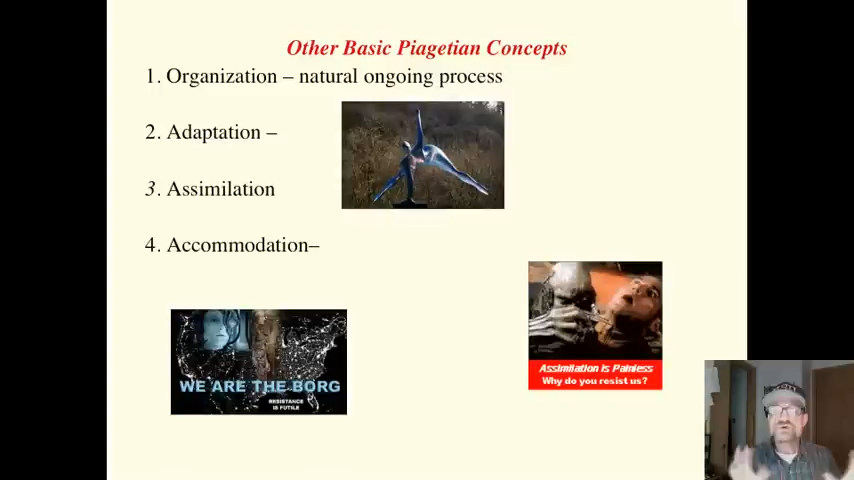 Other Basic Piagetian Concepts
1. Organization – natural ongoing process
2. Adaptation –
3. Assimilation
4. Accommodation–
WE ARE THE BORG
RESISTANCE
IS FUTILE
Assimilation is Painless
Why do you resist us?